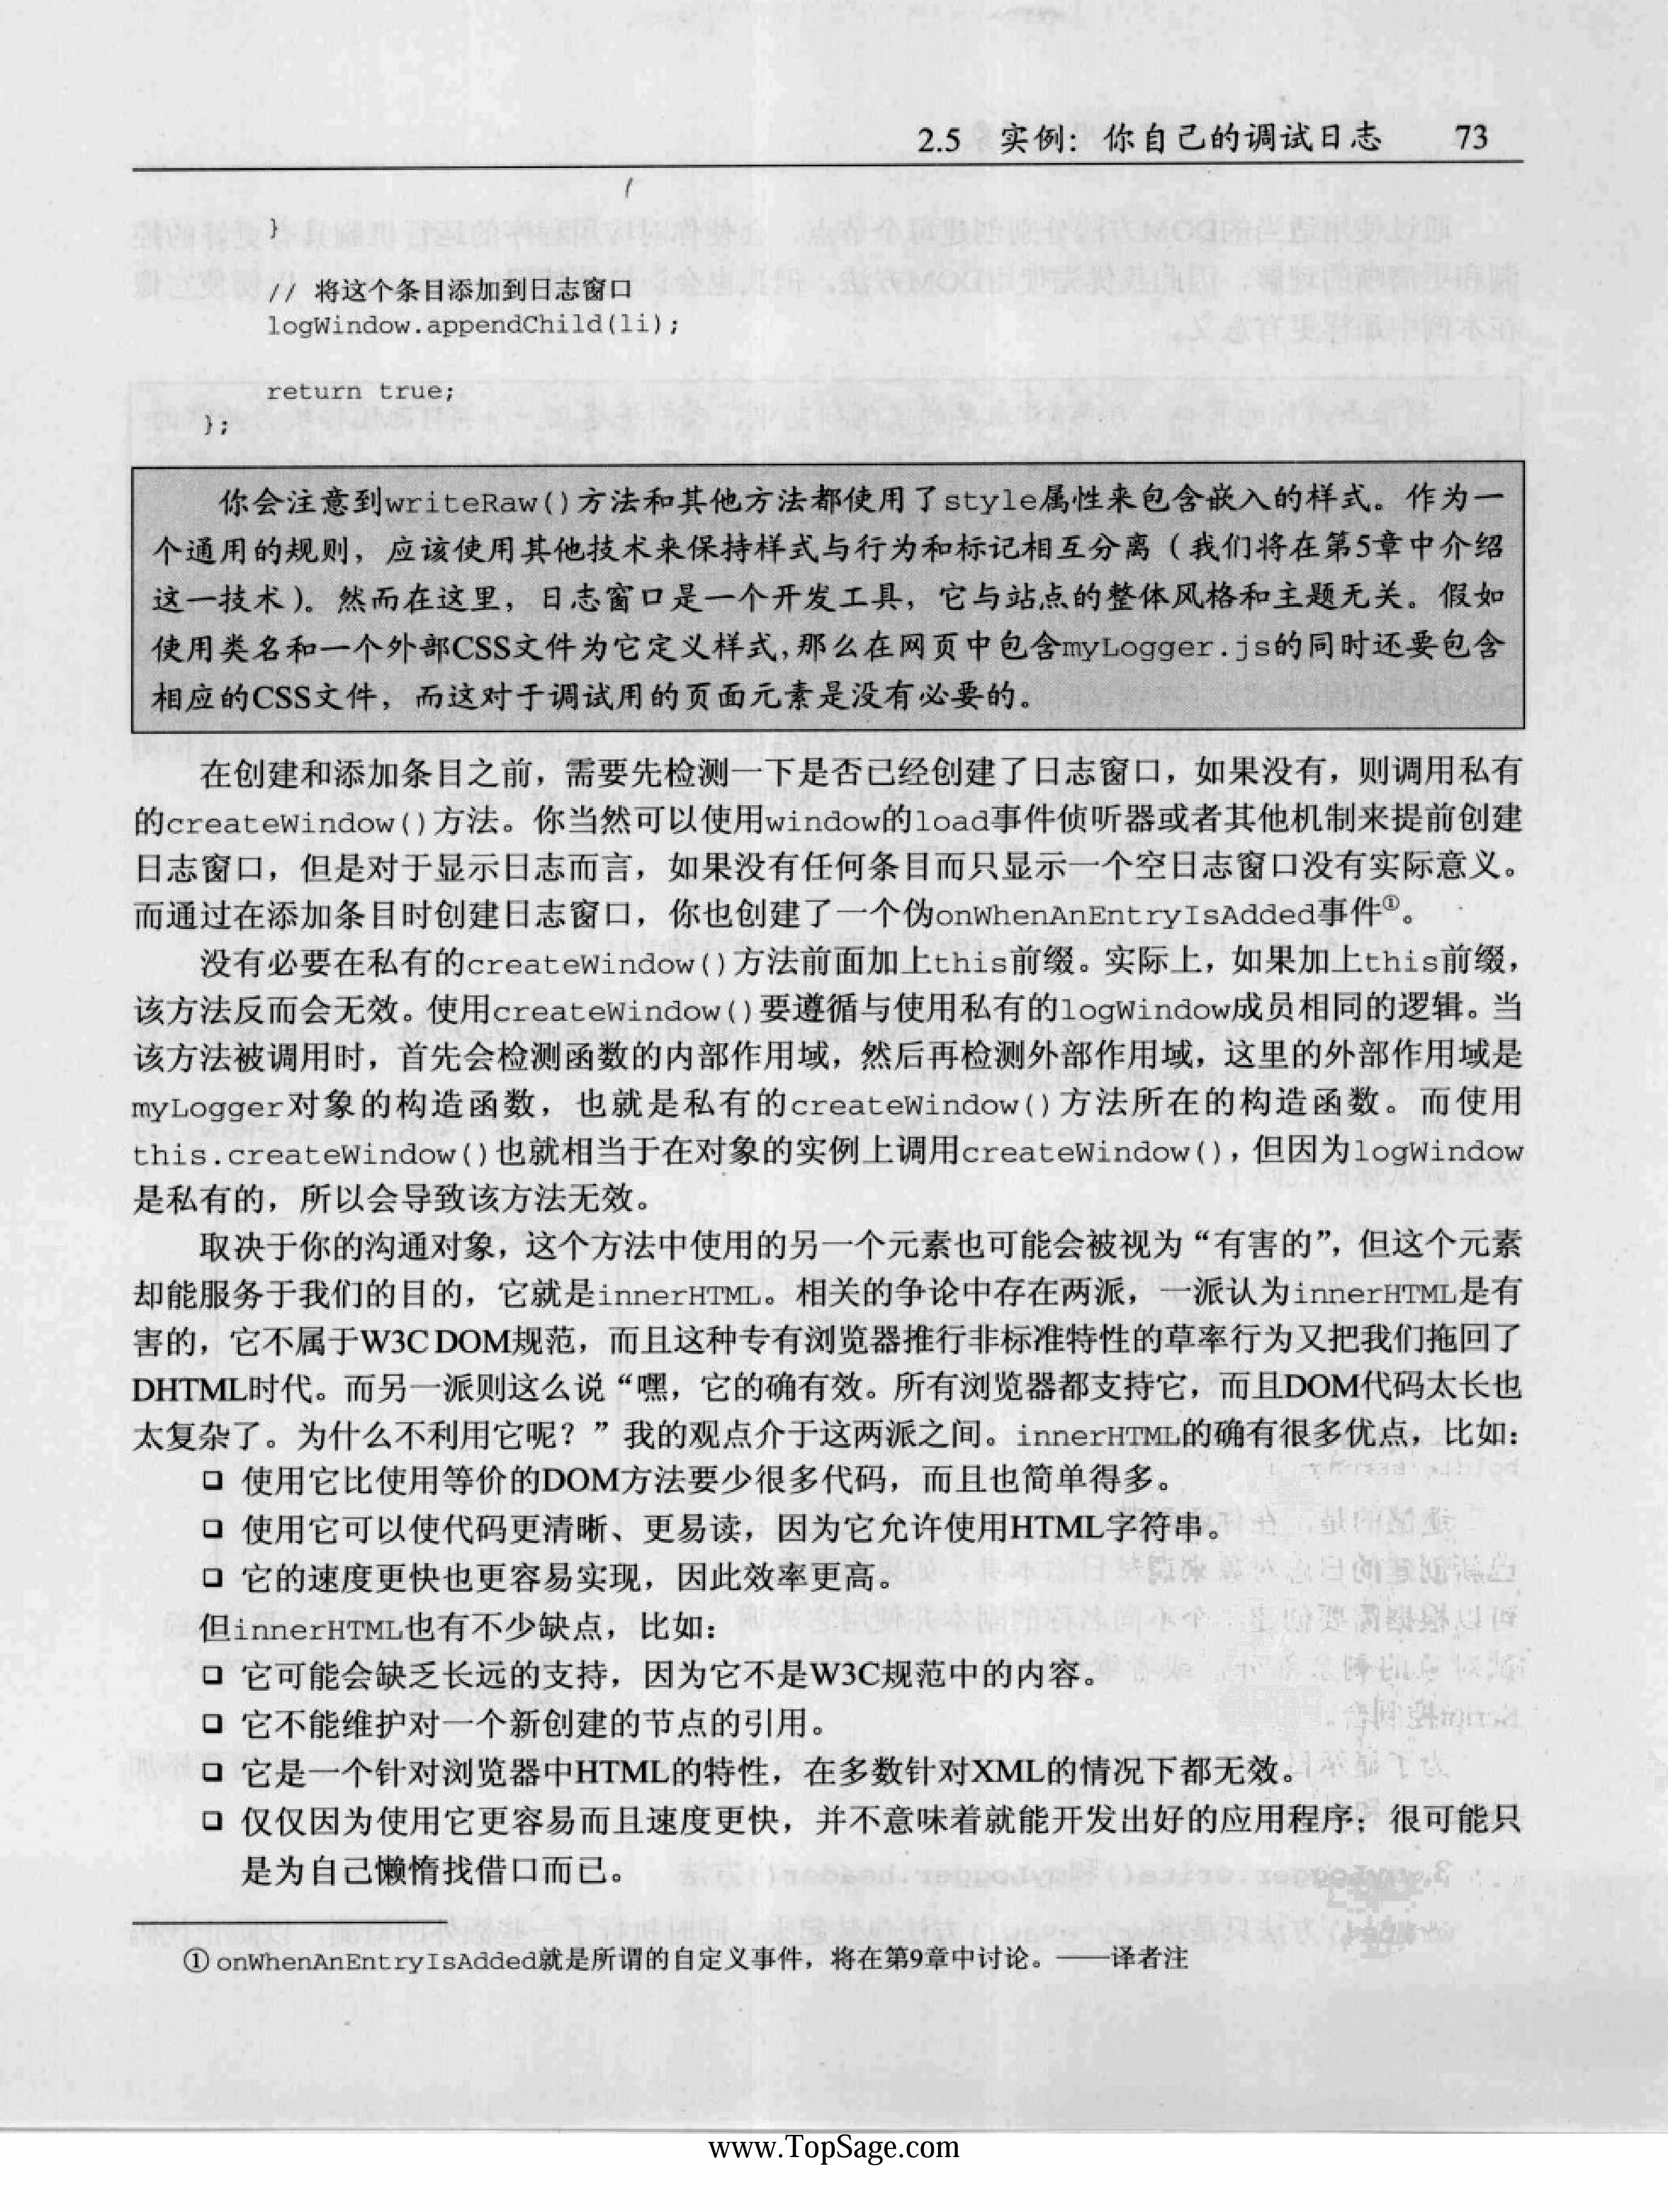 2.5 实例：你自己的调试日志 73
}
// 将这个条目添加到日志窗口
logWindow.appendChild(li);
return true;
};
你会注意到writeRaw()方法和其他方法都使用了style属性来包含嵌入的样式。作为一
个通用的规则，应该使用其他技术来保持样式与行为和标记相互分离（我们将在第5章中介绍
这一技术）。然而在这里，日志窗口是一个开发工具，它与站点的整体风格和主题无关。假如
使用类名和一个外部CSS文件为它定义样式，那么在网页中包含myLogger.js的同时还要包含
相应的CSS文件，而这对于调试用的页面元素是没有必要的。
在创建和添加条目之前，需要先检测一下是否已经创建了日志窗口，如果没有，则调用私有
的createWindow()方法。你当然可以使用window的load事件侦听器或者其他机制来提前创建
日志窗口，但是对于显示日志而言，如果没有任何条目而只显示一个空日志窗口没有实际意义。
而通过在添加条目时创建日志窗口，你也创建了一个伪onWhenAnEntryIsAdded事件①。
没有必要在私有的createWindow()方法前面加上this前缀。实际上，如果加上this前缀，
该方法反而会无效。使用createWindow()要遵循与使用私有的logWindow成员相同的逻辑。当
该方法被调用时，首先会检测函数的内部作用域，然后再检测外部作用域，这里的外部作用域是
myLogger对象的构造函数，也就是私有的createWindow()方法所在的构造函数。而使用
this.createWindow()也就相当于在对象的实例上调用createWindow()，但因为logWindow
是私有的，所以会导致该方法无效。
取决于你的沟通对象，这个方法中使用的另一个元素也可能会被视为“有害的”，但这个元素
却能服务于我们的目的，它就是innerHTML。相关的争论中存在两派，一派认为innerHTML是有
害的，它不属于W3C DOM规范，而且这种专有浏览器推行非标准特性的草率行为又把我们拖回了
DHTML时代。而另一派则这么说“嘿，它的确有效。所有浏览器都支持它，而且DOM代码太长也
太复杂了。为什么不利用它呢？”我的观点介于这两派之间。innerHTML的确有很多优点，比如：
❑ 使用它比使用等价的DOM方法要少很多代码，而且也简单得多。
❑ 使用它可以使代码更清晰、更易读，因为它允许使用HTML字符串。
❑ 它的速度更快也更容易实现，因此效率更高。
但innerHTML也有不少缺点，比如：
❑ 它可能会缺乏长远的支持，因为它不是W3C规范中的内容。
❑ 它不能维护对一个新创建的节点的引用。
❑ 它是一个针对浏览器中HTML的特性，在多数针对XML的情况下都无效。
❑ 仅仅因为使用它更容易而且速度更快，并不意味着就能开发出好的应用程序；很可能只
是为自己懒惰找借口而已。
① onWhenAnEntryIsAdded就是所谓的自定义事件，将在第9章中讨论。——译者注
www.TopSage.com